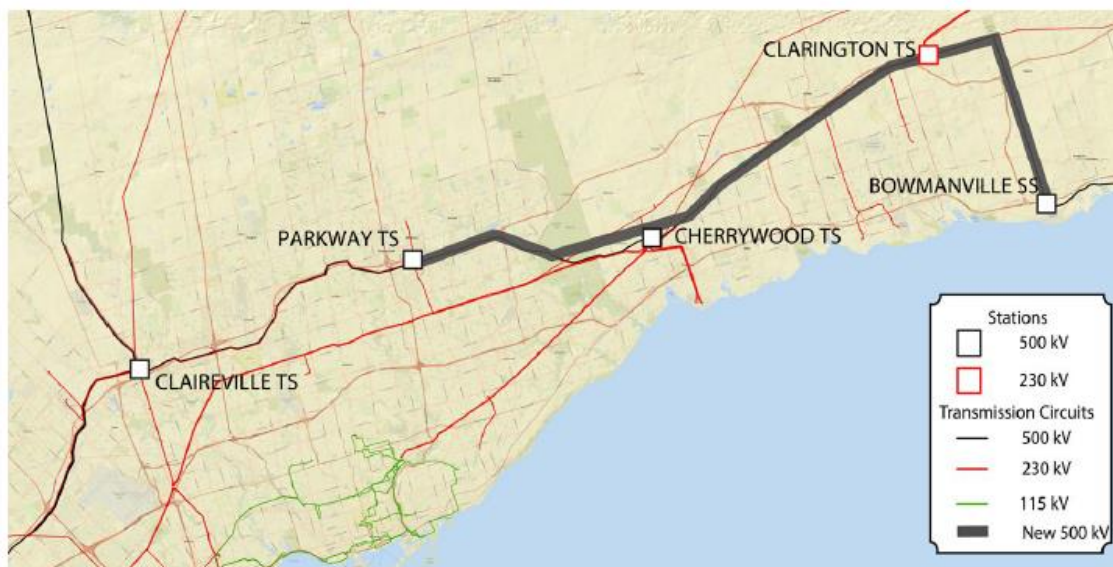 CLARINGTON TS
BOWMANVILLE SS
PARKWAY TS
CHERRYWOOD TS
CLAIREVILLE TS
Stations
500 kV
230 kV
Transmission Circuits
500 kV
230 kV
115 kV
New 500 kV